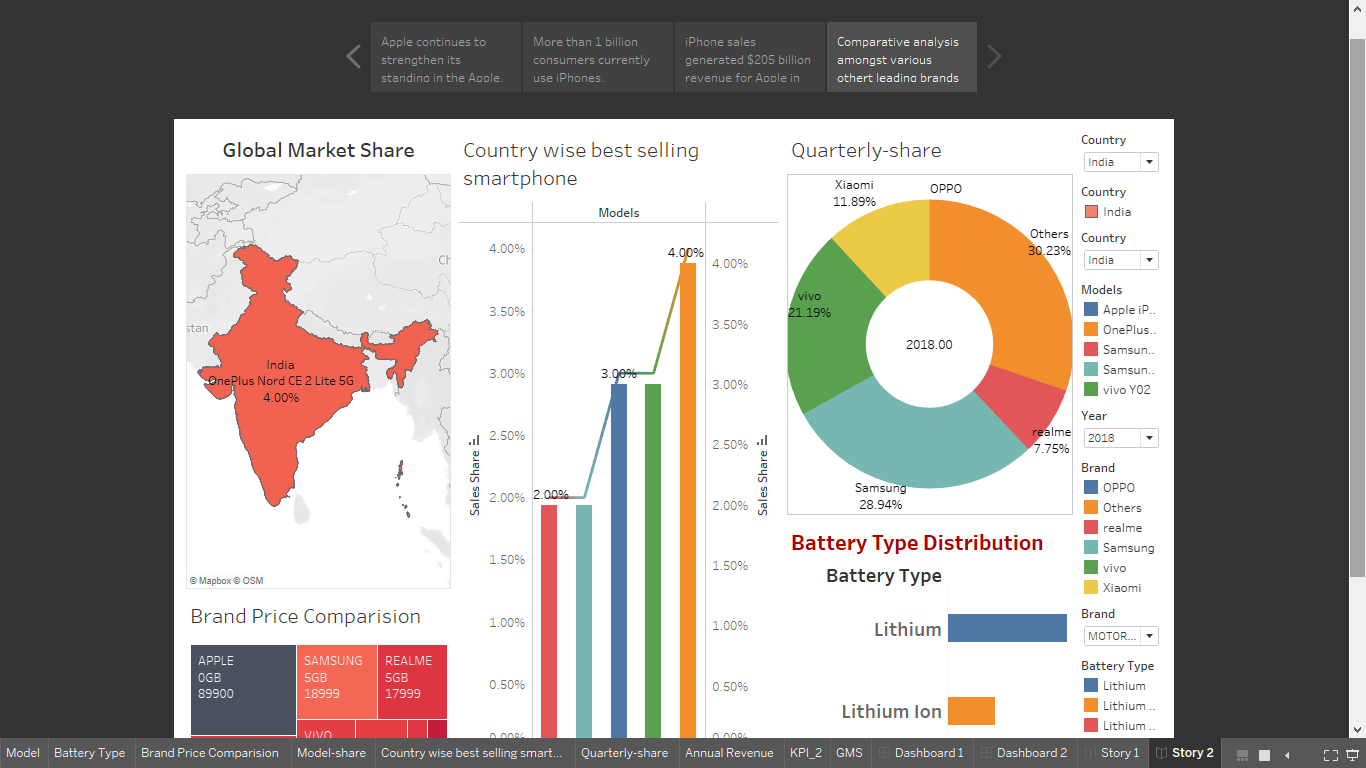 Apple continues to
strengthen its
standing in the Apple.
More than 1 billion
consumers currently
use iPhones.
iPhone sales
generated $205 billion
revenue for Apple in
Comparative analysis
amongst various
othert leading brands
Global Market Share
Ch
stan
India
OnePlus Nord CE 2 Lite 5G
4.00%
© Mapbox © OSM
Brand Price Comparision
APPLE
0GB
89900
SAMSUNG
5GB
18999
REALME
5GB
17999
VIVO
Country wise best selling
smartphone
Models
4.00%
3.50%
3.00%
2.50%
2.00%
1.50%
1.00%
0.50%
0.00%
Sales Share
2.00%
3.00%
4.00%
4.00%
3.50%
3.00%
2.50%
2.00%
1.50%
1.00%
0.50%
0.00%
Sales Share
Quarterly-share
Xiaomi
11.89%
OPPO
Others
30.23%
vivo
21.19%
2018.00
realme
7.75%
Samsung
28.94%
Battery Type Distribution
Battery Type
Lithium
Lithium Ion
Country
India
Country
India
Country
India
Models
Apple iP..
OnePlus..
Samsun..
Samsun..
vivo Y02
Year
2018
Brand
OPPO
Others
realme
Samsung
vivo
Xiaomi
Brand
MOTOR...
Battery Type
Lithium
Lithium ..
Lithium ..
Model Battery Type Brand Price Comparision Model-share Country wise best selling smart... Quarterly-share Annual Revenue KPI_2 GMS Dashboard 1 Dashboard 2 Story 1 Story 2